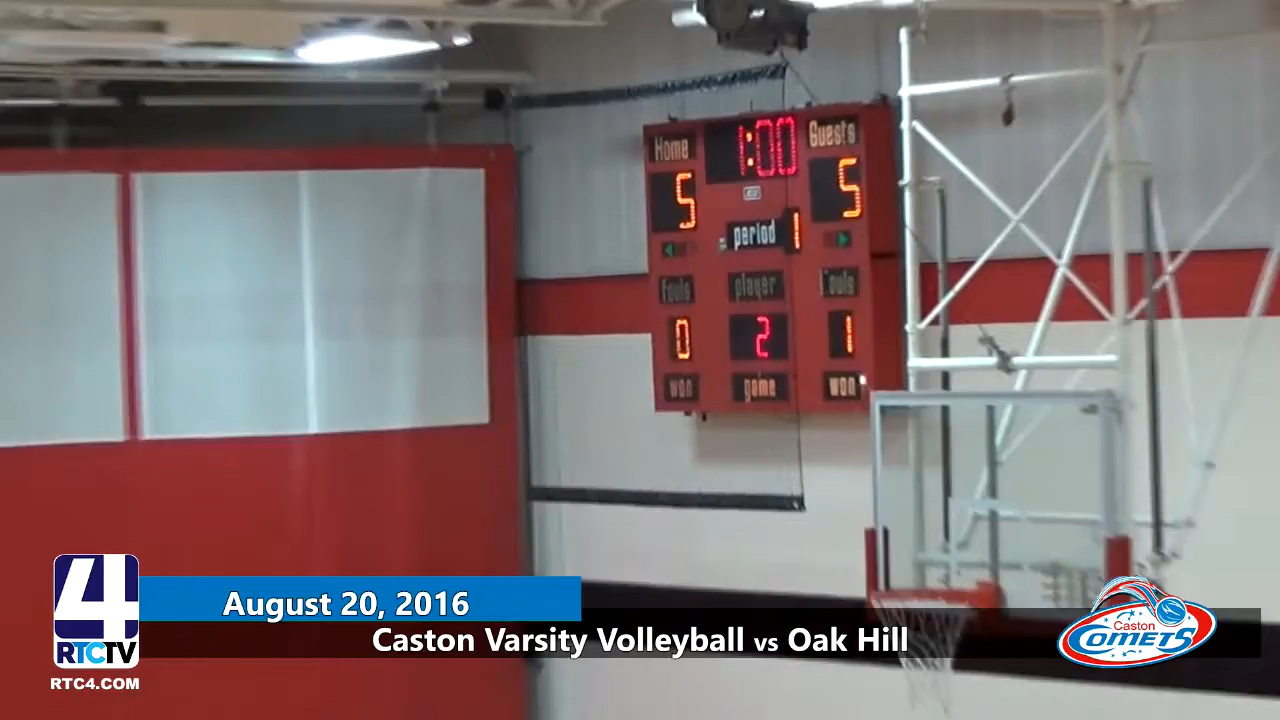 Home
1:00
Guests
5
5
period 1
fouls
player
fouls
0
2
1
won
game
won
August 20, 2016
Caston Varsity Volleyball vs Oak Hill
4
RTCTV
RTC4.COM
Caston
COMETS